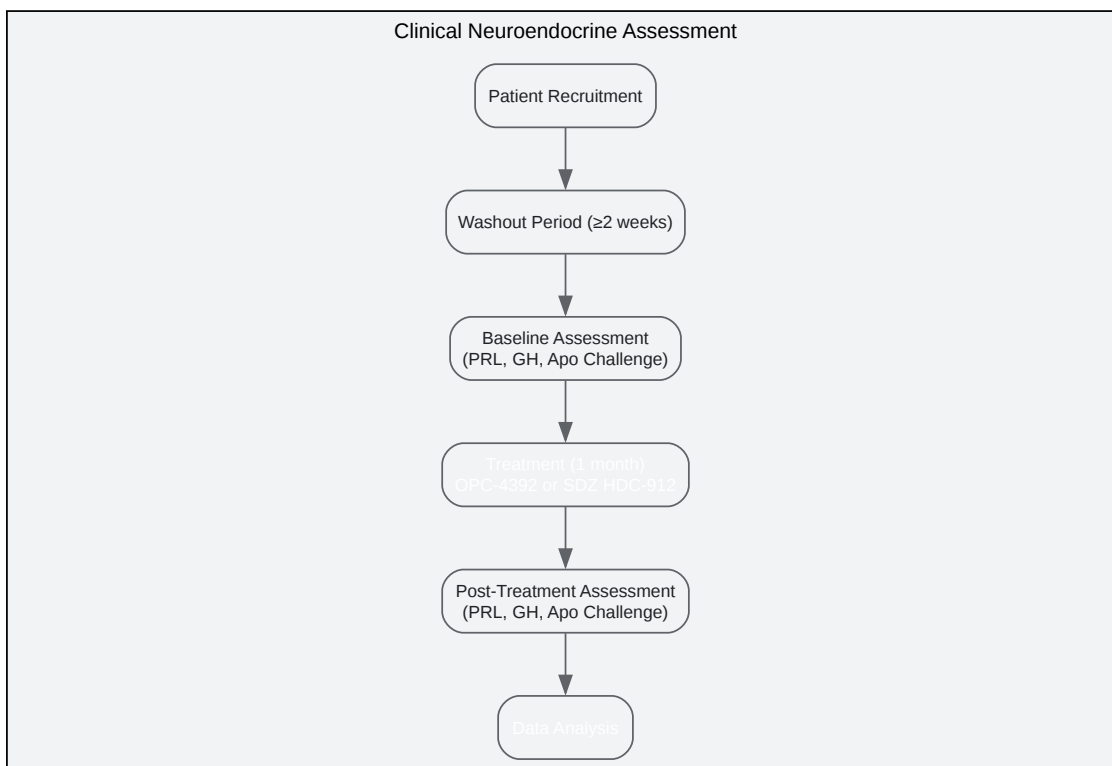 Clinical Neuroendocrine Assessment
Patient Recruitment
Washout Period (≥2 weeks)
Baseline Assessment
(PRL, GH, Apo Challenge)
Treatment (1 month)
OPC-4392 or SDZ HDC-912
Post-Treatment Assessment
(PRL, GH, Apo Challenge)
Data Analysis